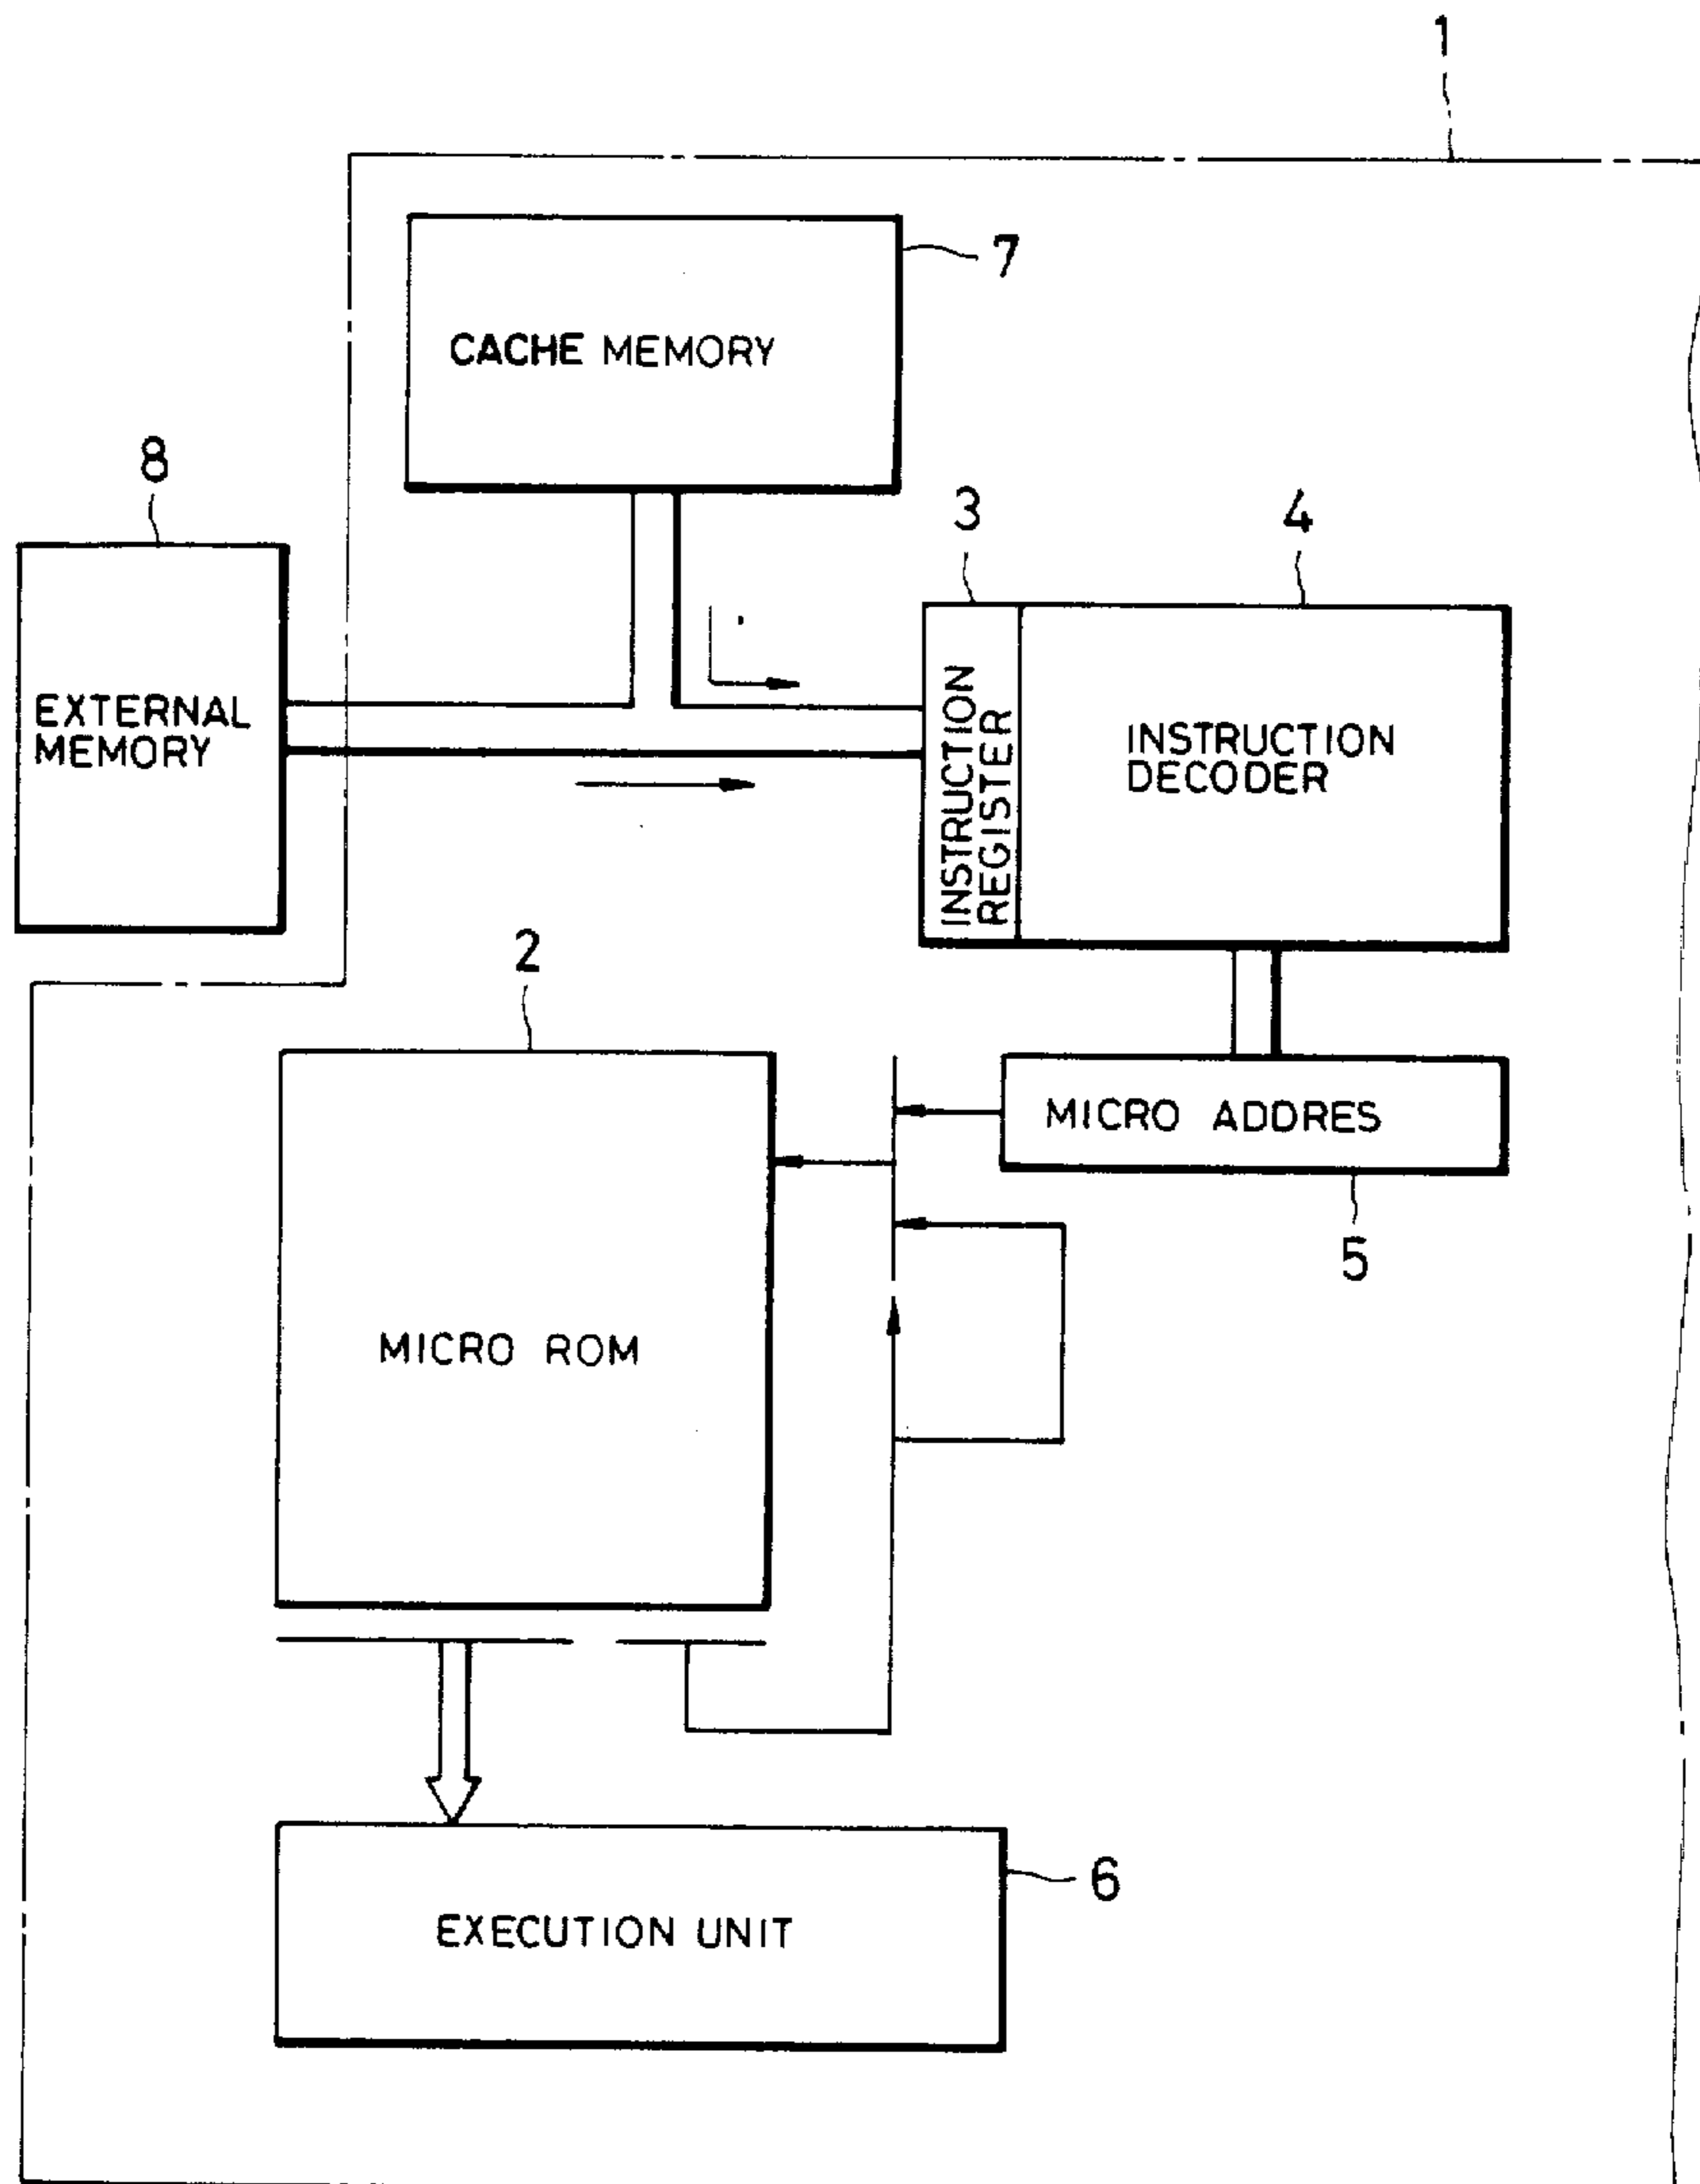 1
7
CACHE MEMORY
8
3
4
EXTERNAL
MEMORY
INSTRUCTION
REGISTER
INSTRUCTION
DECODER
2
MICRO ADDRES
5
MICRO ROM
6
EXECUTION UNIT